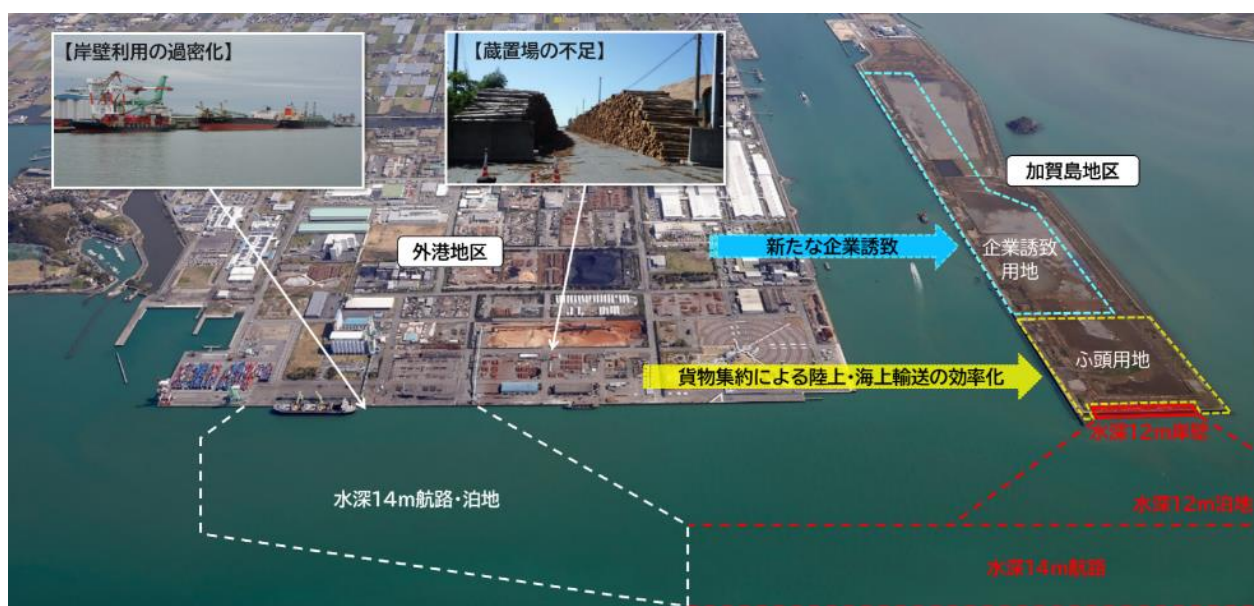 【岸壁利用の過密化】
【蔵置場の不足】
加賀島地区
外港地区
新たな企業誘致
企業誘致
用地
ふ頭用地
貨物集約による陸上・海上輸送の効率化
水深12m岸壁
水深14m航路・泊地
水深12m泊地
水深14m航路